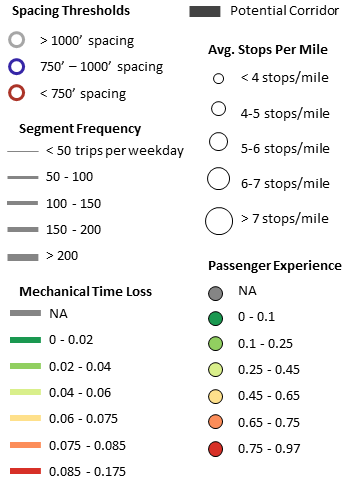 Spacing Thresholds
> 1000’ spacing
750’ – 1000’ spacing
< 750’ spacing
Segment Frequency
< 50 trips per weekday
50 - 100
100 - 150
150 - 200
> 200
Mechanical Time Loss
NA
0 - 0.02
0.02 - 0.04
0.04 - 0.06
0.06 - 0.075
0.075 - 0.085
0.085 - 0.175
Potential Corridor
Avg. Stops Per Mile
< 4 stops/mile
4-5 stops/mile
5-6 stops/mile
6-7 stops/mile
> 7 stops/mile
Passenger Experience
NA
0 - 0.1
0.1 - 0.25
0.25 - 0.45
0.45 - 0.65
0.65 - 0.75
0.75 - 0.97